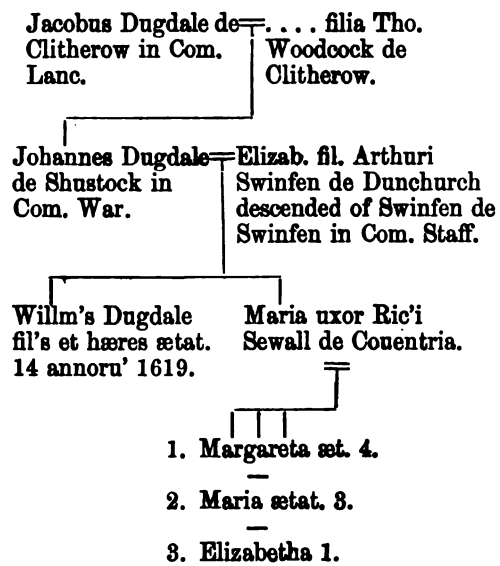 Jacobus Dugdale de
Clitherow in Com.
Lanc.
. . . . filia Tho.
Woodcock de
Clitherow.
Johannes Dugdale
de Shustock in
Com. War.
Elizab. fil. Arthuri
Swinfen de Dunchurch
descended of Swinfen de
Swinfen in Com. Staff.
Willm's Dugdale
fil's et hæres ætat.
14 annoru' 1619.
Maria uxor Ric'i
Sewall de Couentria.
1. Margareta æt. 4.
2. Maria ætat. 3.
3. Elizabetha 1.